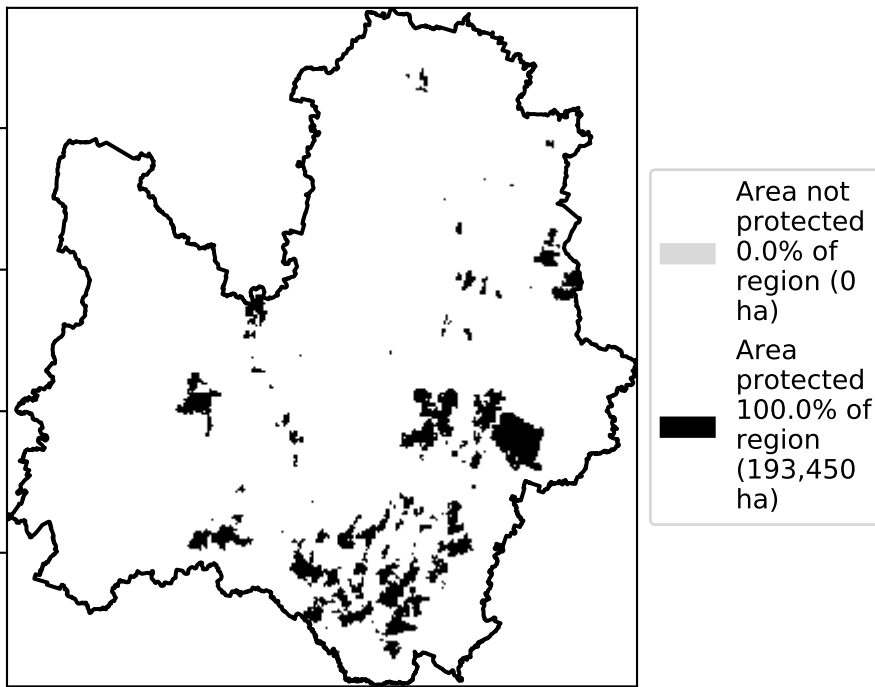 Area not
protected
0.0% of
region (0
ha)
Area
protected
100.0% of
region
(193,450
ha)